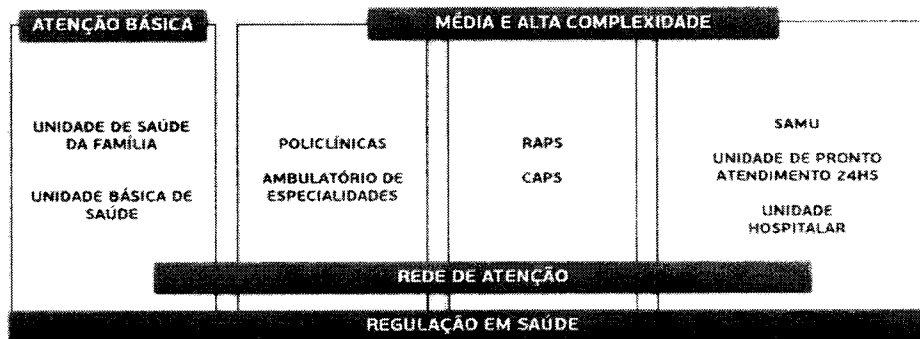 ATENÇÃO BÁSICA
MÉDIA E ALTA COMPLEXIDADE
UNIDADE DE SAÚDE
DA FAMÍLIA
UNIDADE BÁSICA DE
SAÚDE
POLICLÍNICAS
AMBULATÓRIO DE
ESPECIALIDADES
RAPS
CAPS
SAMU
UNIDADE DE PRONTO
ATENDIMENTO 24HS
UNIDADE
HOSPITALAR
REDE DE ATENÇÃO
REGULAÇÃO EM SAÚDE